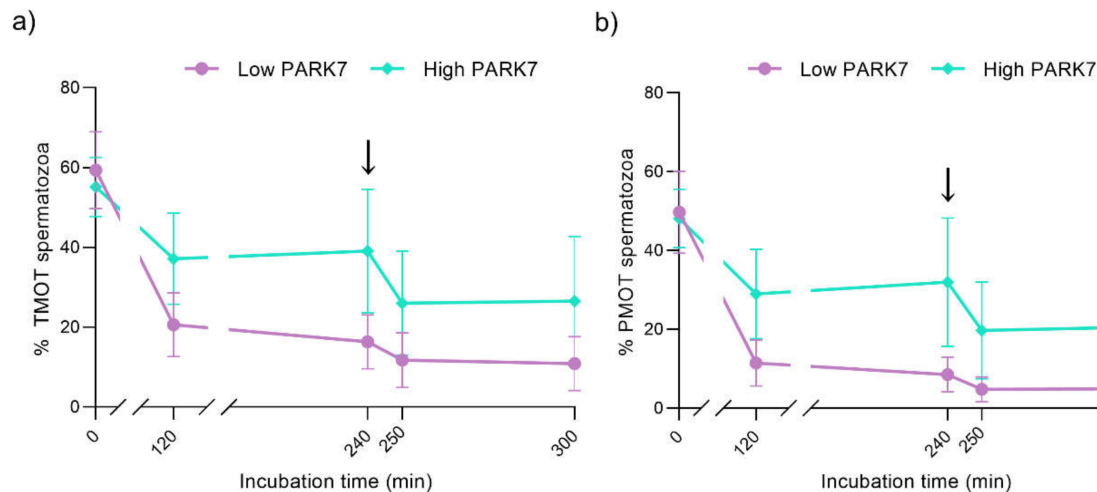 a)
Low PARK7 High PARK7
80
60
40
20
0
% TMOT spermatozoa
0 120 240 250 300
Incubation time (min)
b)
Low PARK7 High PARK7
80
60
40
20
0
% PMOT spermatozoa
0 120 240 250
Incubation time (min)